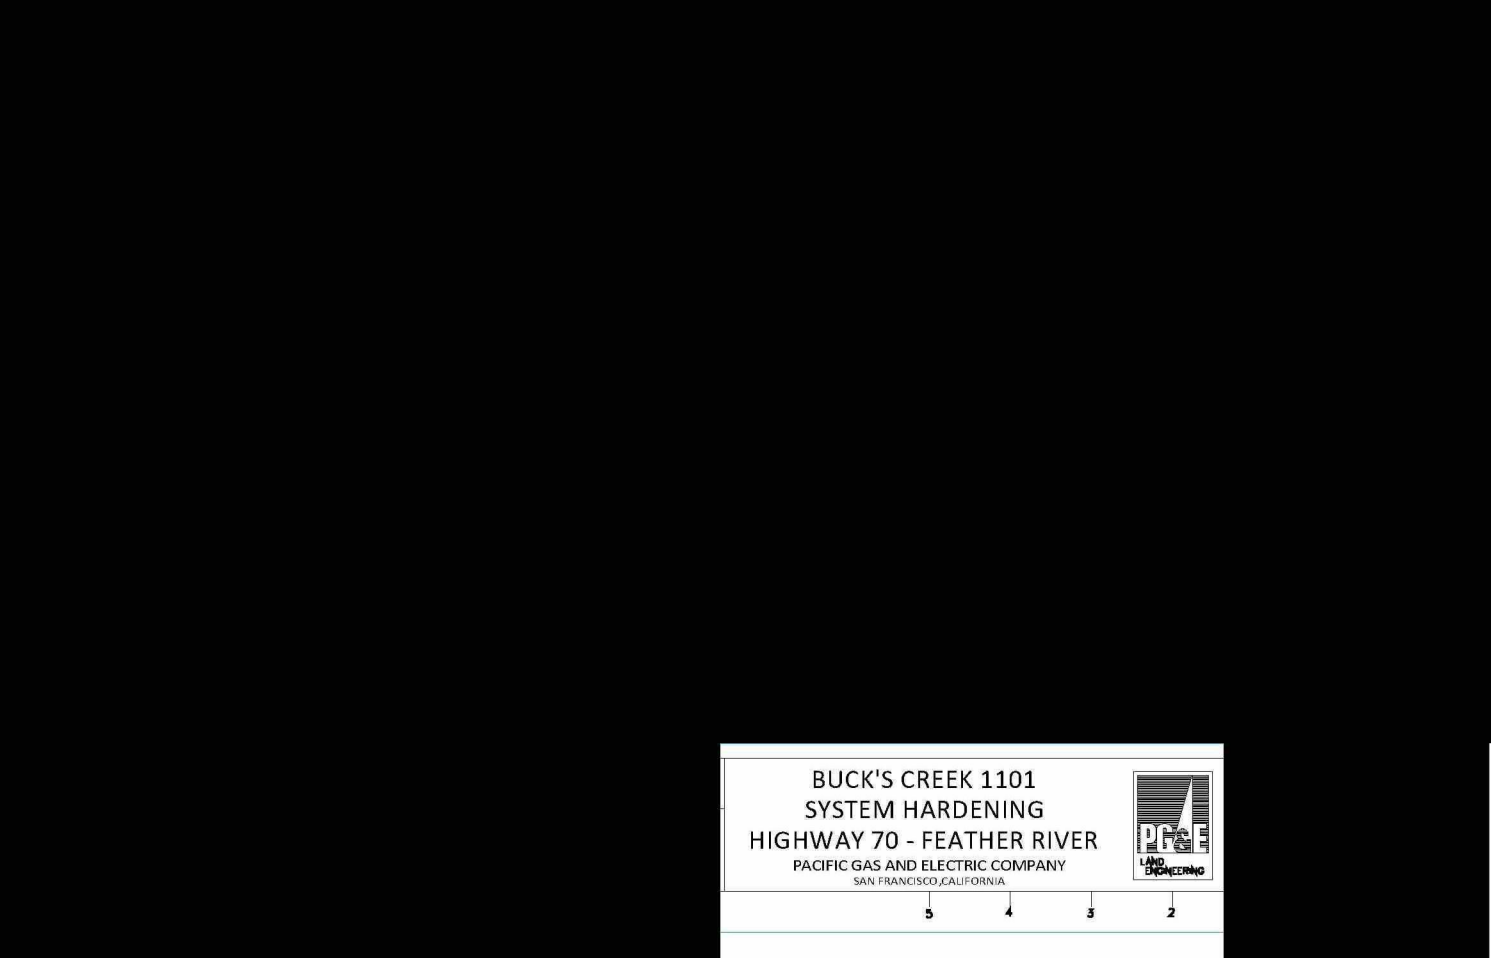 BUCK'S CREEK 1101
SYSTEM HARDENING
HIGHWAY 70 - FEATHER RIVER
PACIFIC GAS AND ELECTRIC COMPANY
SAN FRANCISCO,CALIFORNIA
PG&E
LAND
ENGINEERING
5 4 3 2